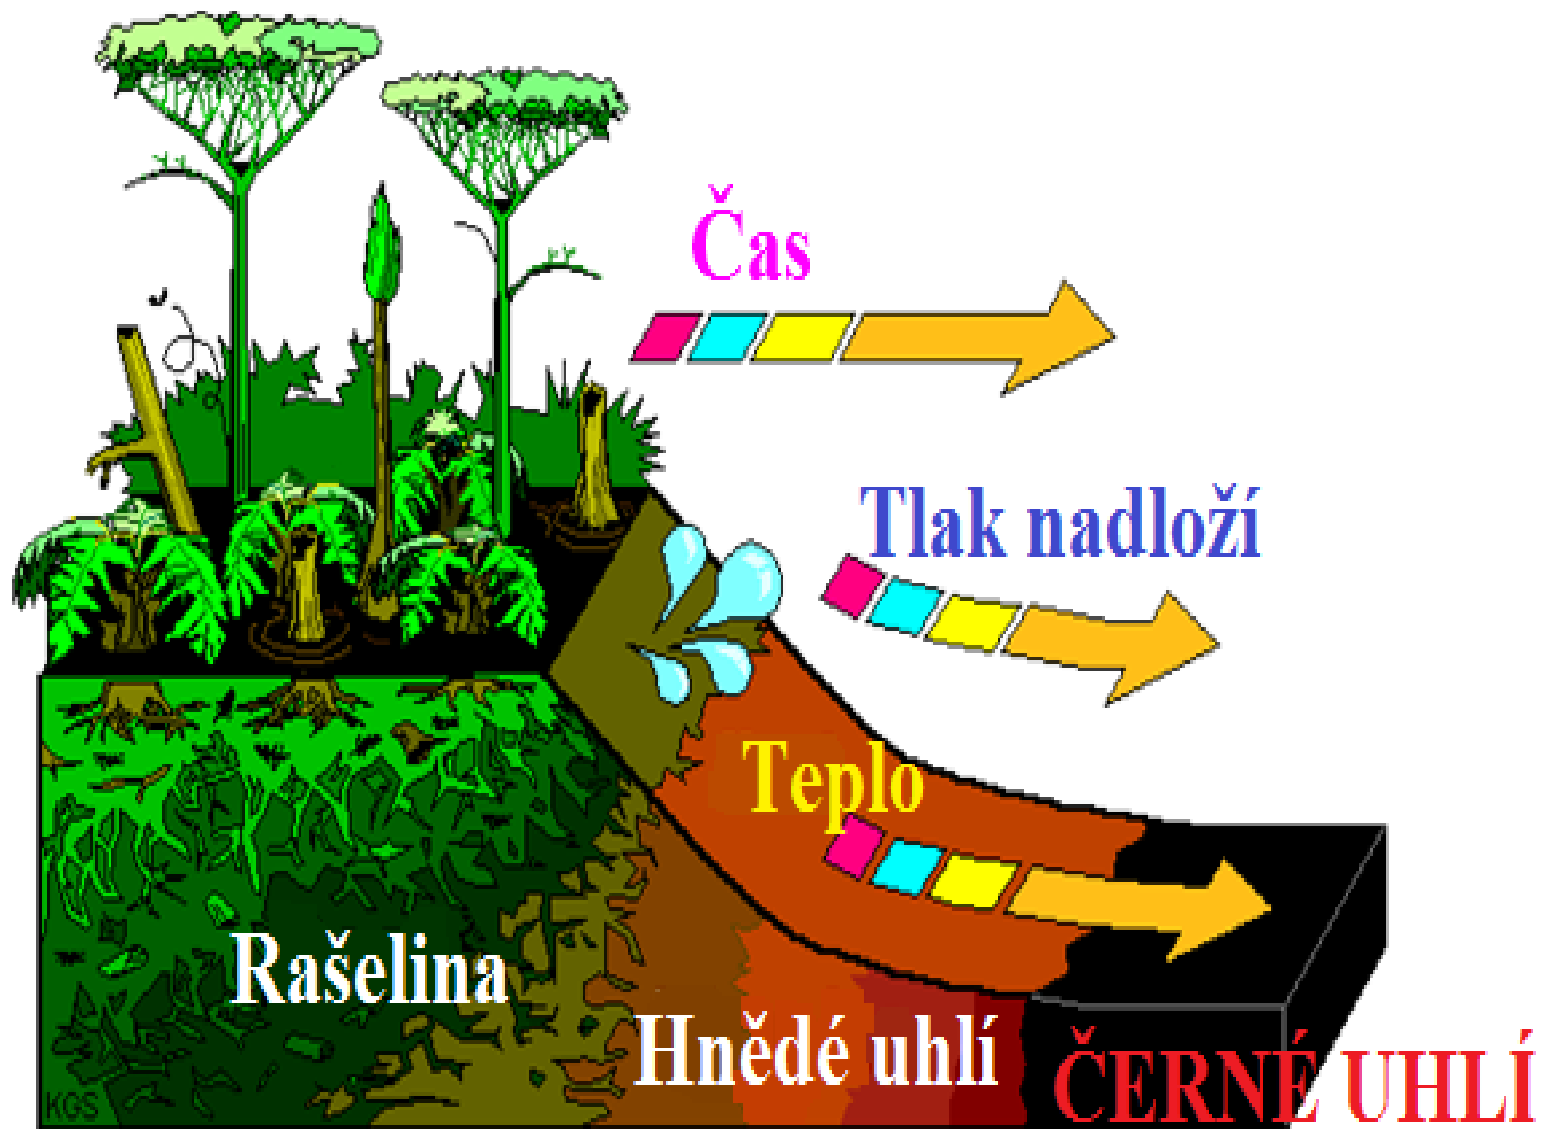 Čas
Tlak nadloží
Teplo
Rašelina
Hnědé uhlí
ČERNÉ UHLÍ
KGS